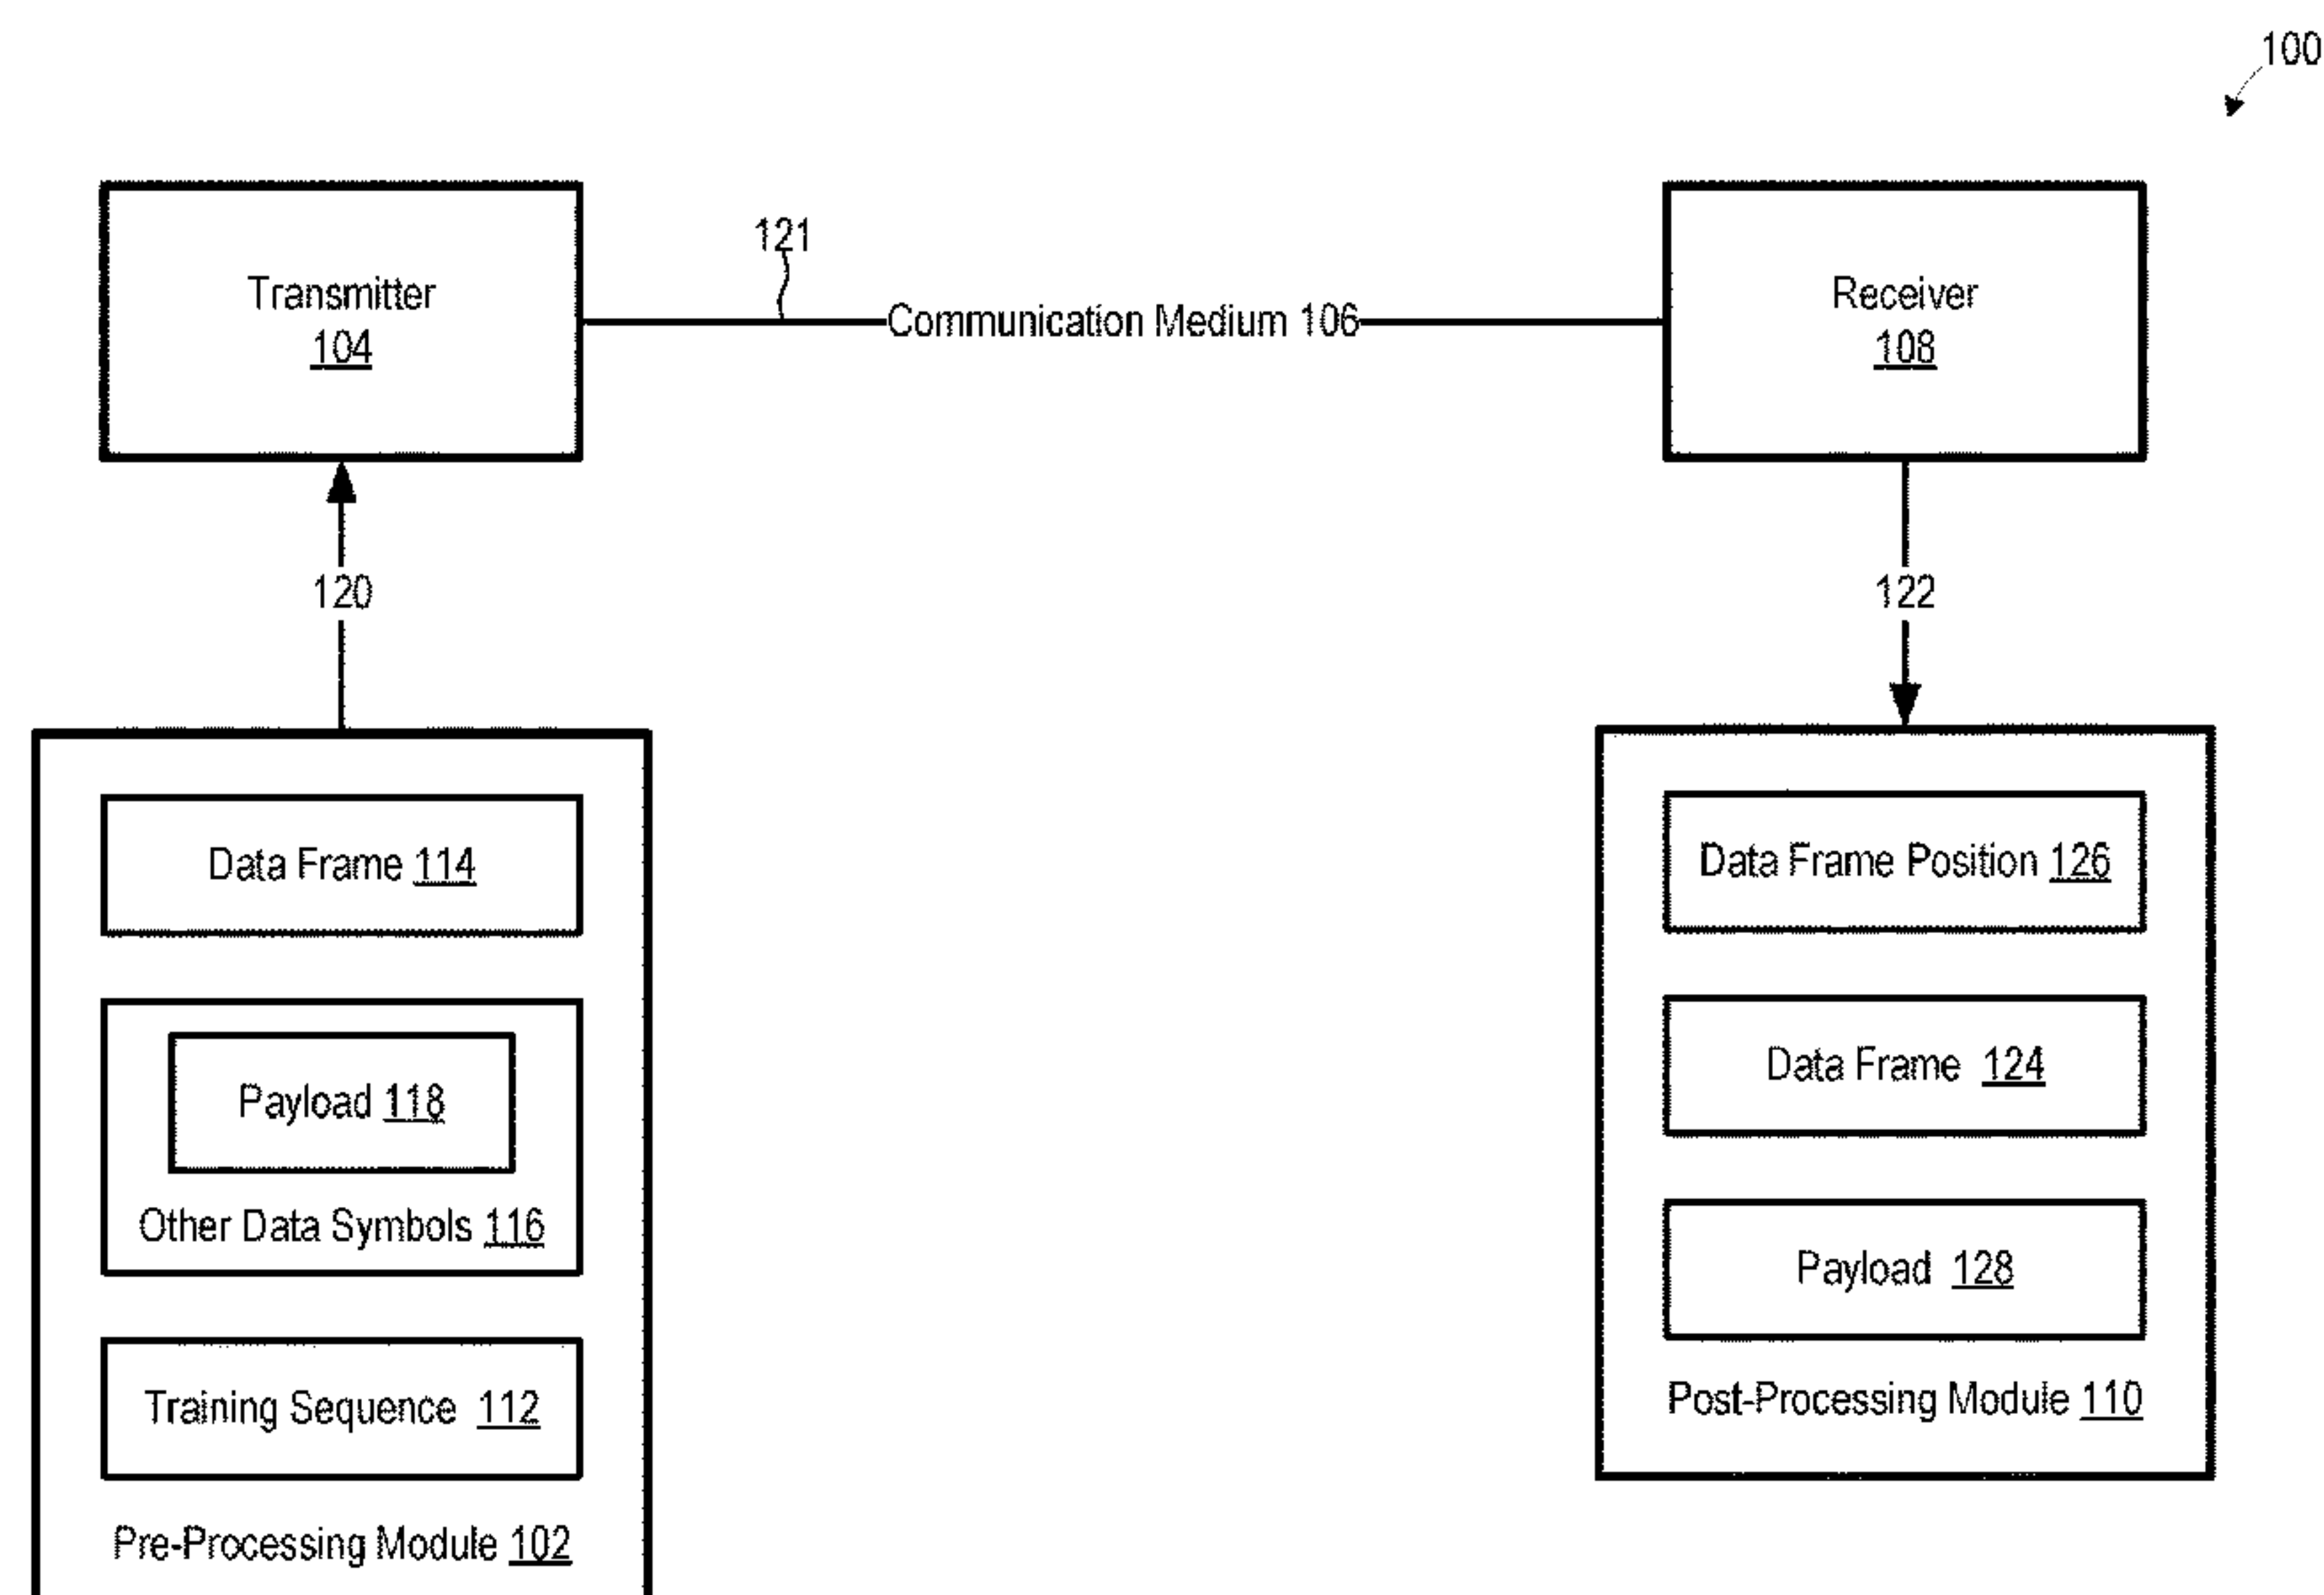 100
Transmitter
104
121
Communication Medium 106
Receiver
108
120
122
Data Frame 114
Payload 118
Other Data Symbols 116
Training Sequence 112
Pre-Processing Module 102
Data Frame Position 126
Data Frame 124
Payload 128
Post-Processing Module 110